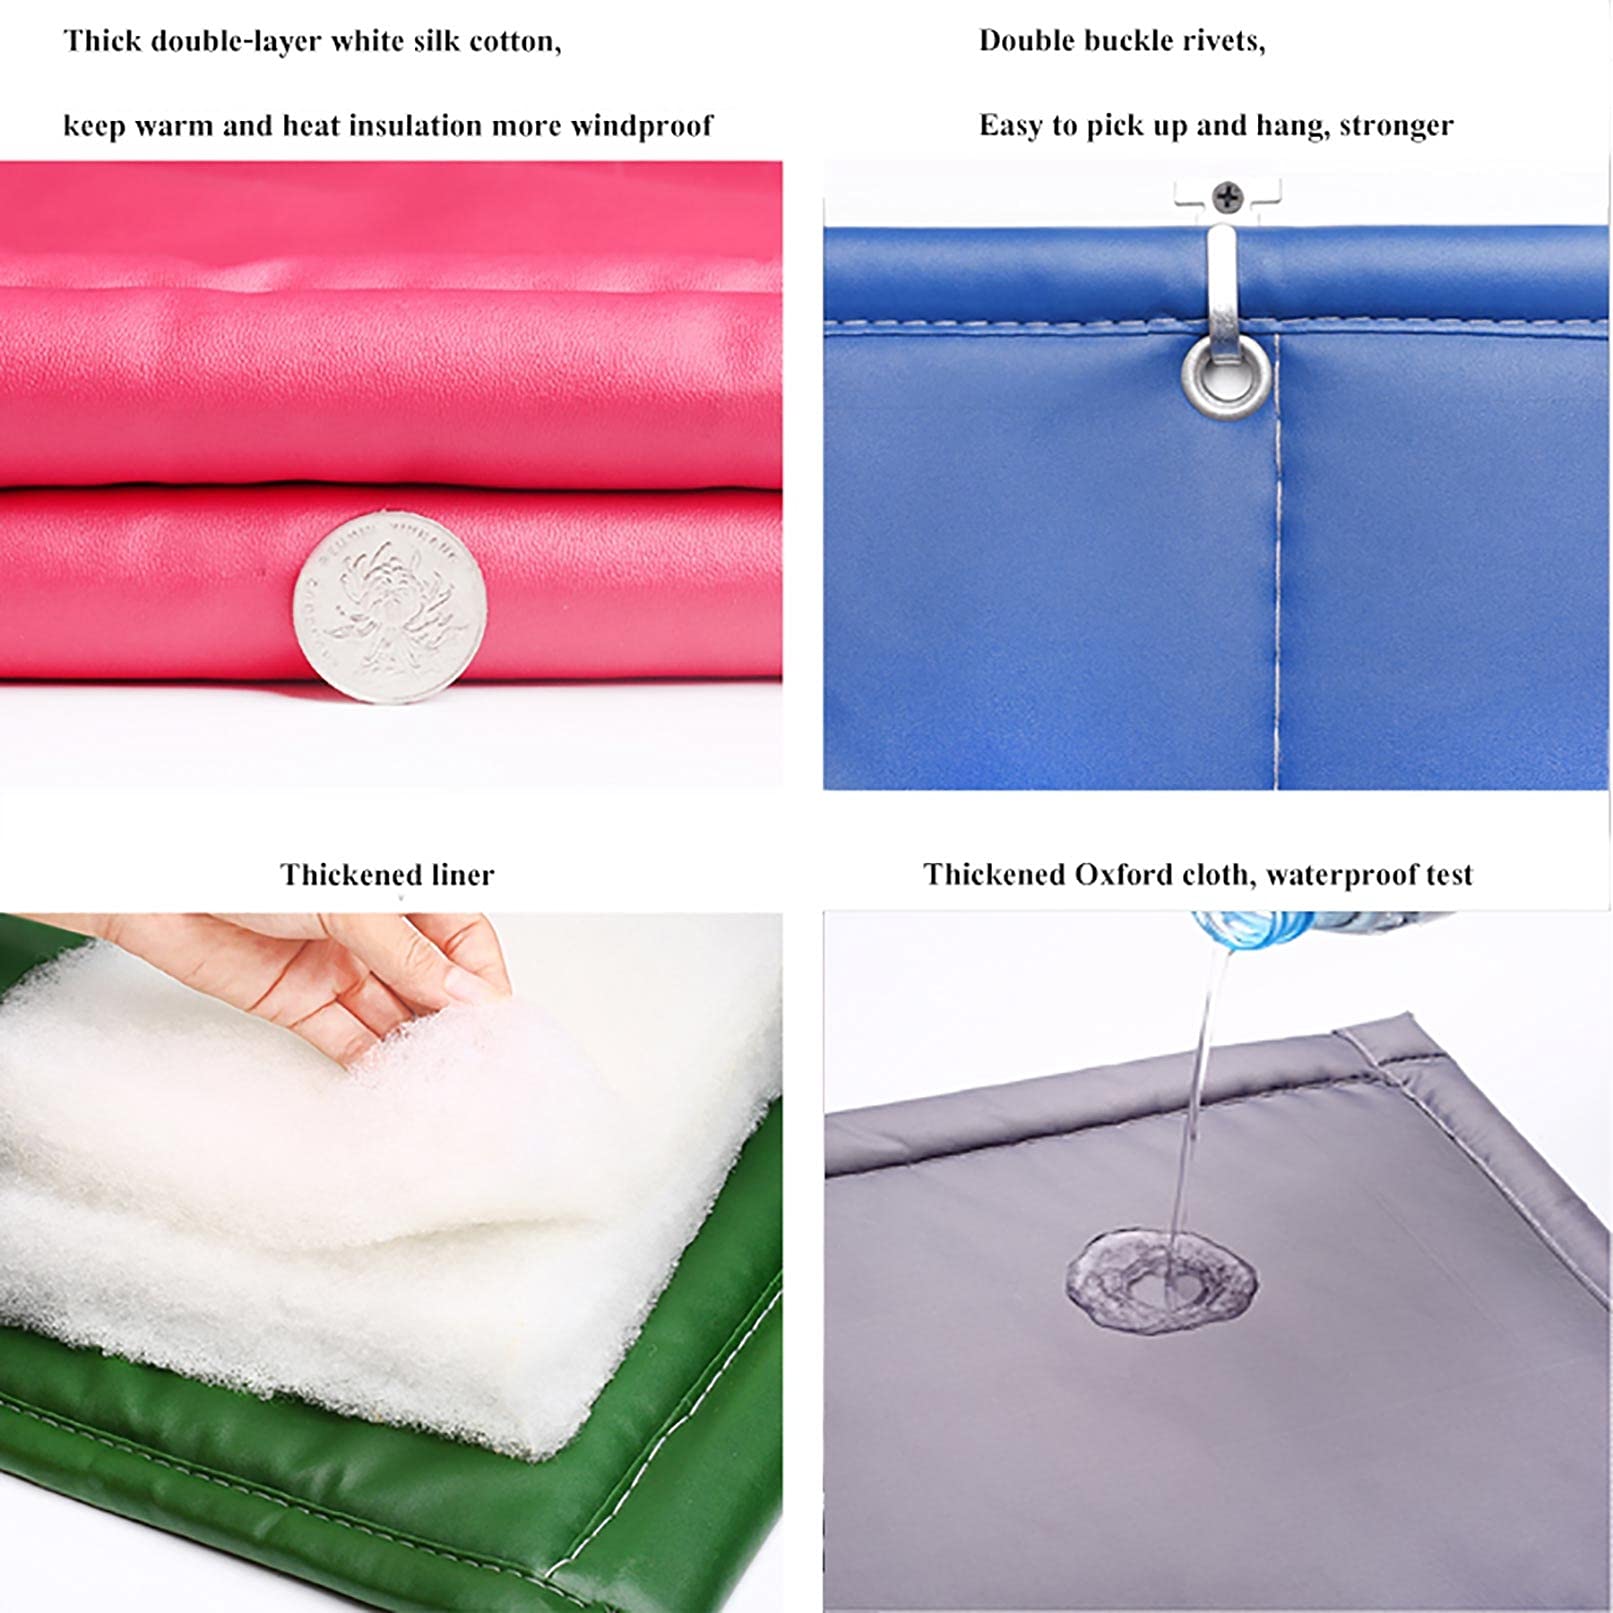 Thick double-layer white silk cotton,
keep warm and heat insulation more windproof
Double buckle rivets,
Easy to pick up and hang, stronger
Thickened liner
Thickened Oxford cloth, waterproof test